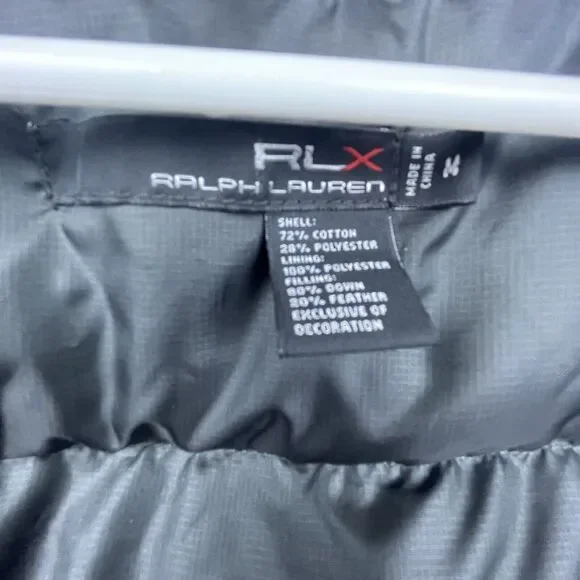 RLX
RALPH LAUREN
MADE IN
CHINA
SHELL:
72% COTTON
28% POLYESTER
LINING:
100% POLYESTER
FILLING:
80% DOWN
20% FEATHER
EXCLUSIVE OF
DECORATION